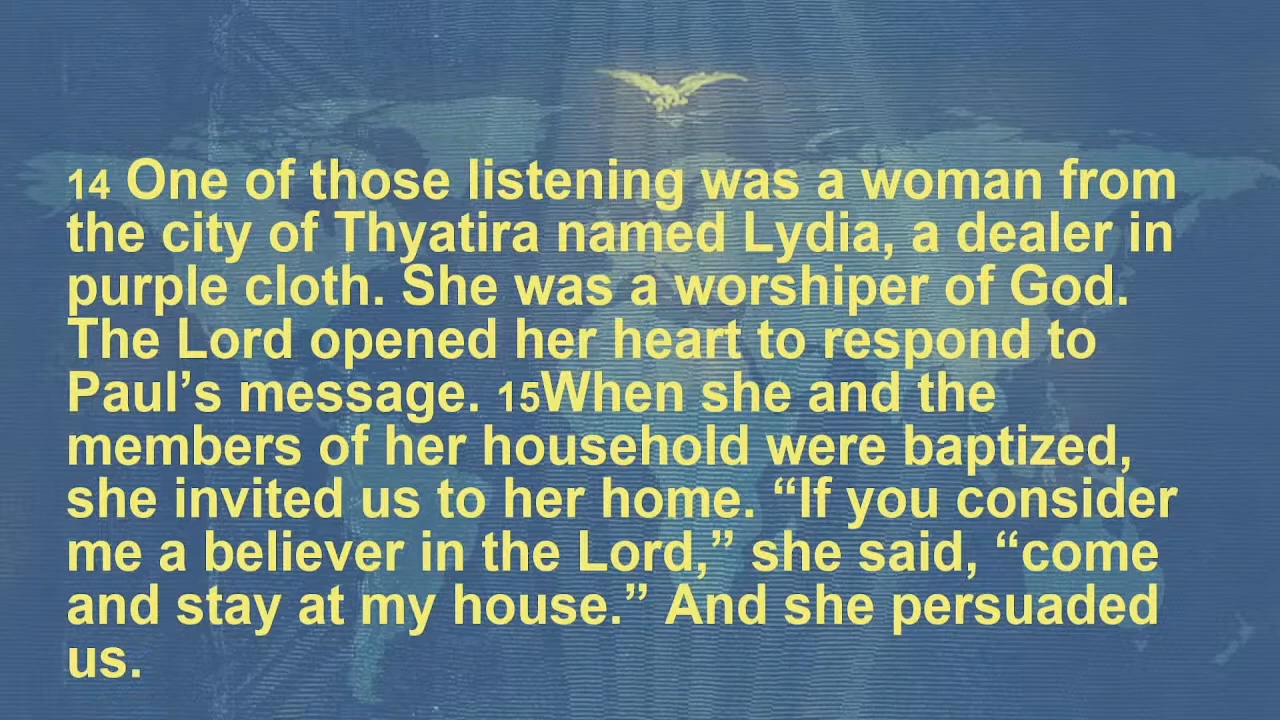 14 One of those listening was a woman from
the city of Thyatira named Lydia, a dealer in
purple cloth. She was a worshiper of God.
The Lord opened her heart to respond to
Paul’s message. 15When she and the
members of her household were baptized,
she invited us to her home. “If you consider
me a believer in the Lord,” she said, “come
and stay at my house.” And she persuaded
us.